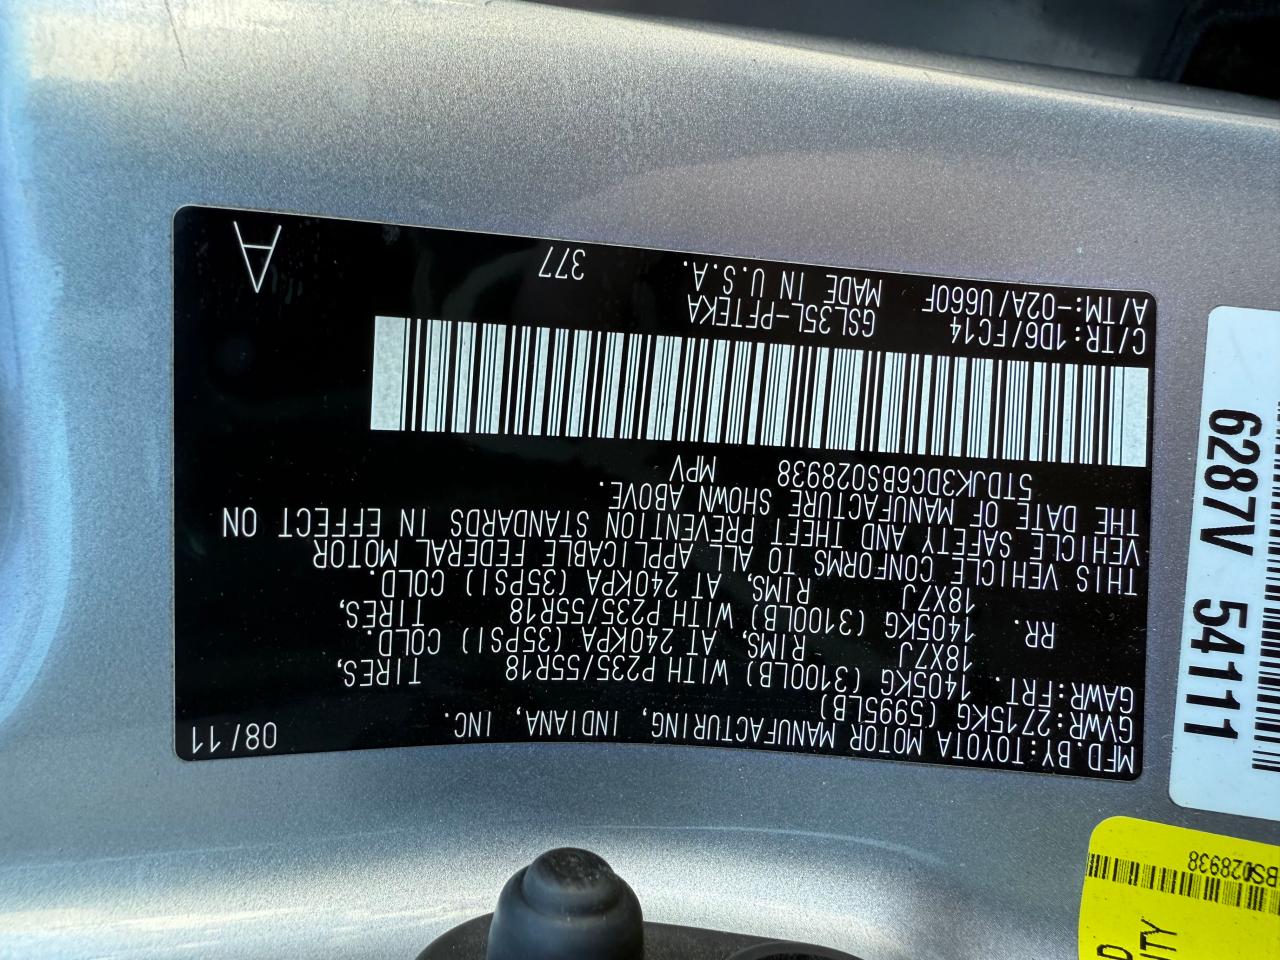 MFD.BY:TOYOTA MOTOR MANUFACTURING, INDIANA, INC. 08/11
GVWR:2715KG (5995LB)
GAWR:FRT. 1405KG (3100LB) WITH P235/55R18 TIRES,
18X7J RIMS, AT 240KPA (35PSI) COLD.
RR. 1405KG (3100LB) WITH P235/55R18 TIRES,
18X7J RIMS, AT 240KPA (35PSI) COLD.
THIS VEHICLE CONFORMS TO ALL APPLICABLE FEDERAL MOTOR
VEHICLE SAFETY AND THEFT PREVENTION STANDARDS IN EFFECT ON
THE DATE OF MANUFACTURE SHOWN ABOVE.
5TDJK3DC6BS028938 MPV
C/TR:1D6/FC14 GSL35L-PFTEKA
A/TM:-02A/U660F MADE IN U.S.A. 377 A
6287V 54111
BS028938
D
ITY